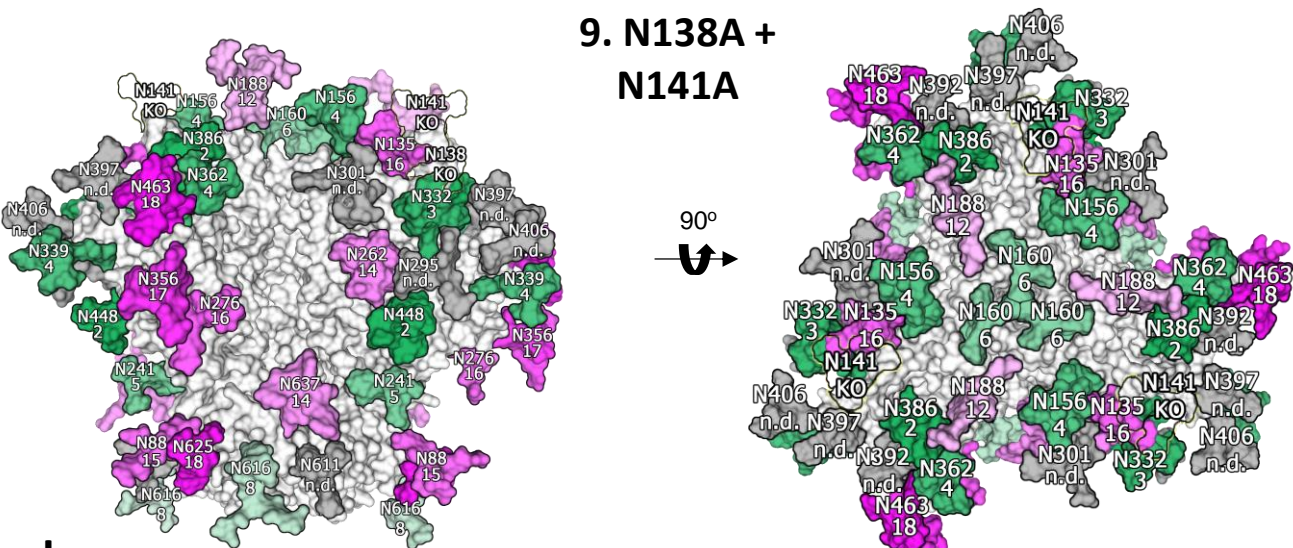 9. N138A +
N141A
N188
12
N141
KO
N156
4
N160
6
N156
4
N141
KO
N386
2
N135
16
N138
KO
N397
n.d.
N463
18
N362
4
N301
n.d.
N332
3
N397
n.d.
N406
n.d.
N406
n.d.
N339
4
N262
14
N295
n.d.
N339
4
N356
17
N276
16
N448
2
N448
2
N356
17
N276
16
N241
5
N637
14
N241
5
N88
15
N625
18
N616
8
N611
n.d.
N88
15
N616
8
N616
8
90º
N406
n.d.
N463
18
N392
n.d.
N397
n.d.
N141
KO
N332
3
N362
4
N386
2
N135
16
N301
n.d.
N188
12
N156
4
N301
n.d.
N156
4
N160
6
N188
12
N362
4
N463
18
N332
3
N135
16
N160
6
N160
6
N386
2
N392
n.d.
N141
KO
N406
n.d.
N397
n.d.
N386
2
N188
12
N156
4
N135
16
N141
KO
N397
n.d.
N406
n.d.
N392
n.d.
N362
4
N301
n.d.
N332
3
N463
18